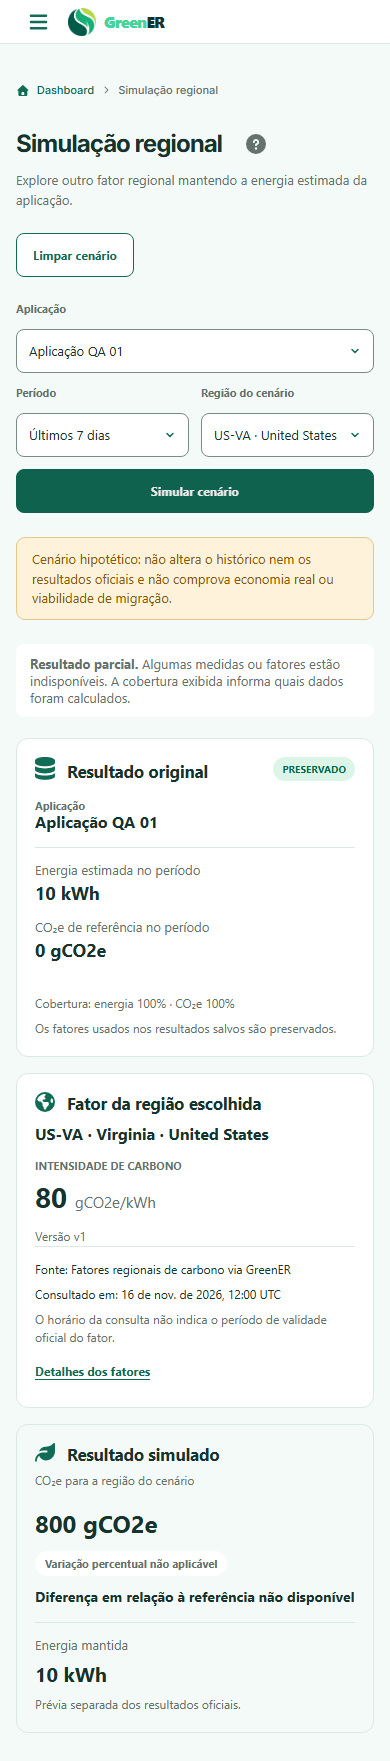 GreenER
Dashboard > Simulação regional
Simulação regional ?
Explore outro fator regional mantendo a energia estimada da
aplicação.
Limpar cenário
Aplicação
Aplicação QA 01
Período Região do cenário
Últimos 7 dias US-VA · United States
Simular cenário
Cenário hipotético: não altera o histórico nem os
resultados oficiais e não comprova economia real ou
viabilidade de migração.
Resultado parcial. Algumas medidas ou fatores estão
indisponíveis. A cobertura exibida informa quais dados
foram calculados.
Resultado original PRESERVADO
Aplicação
Aplicação QA 01
Energia estimada no período
10 kWh
CO₂e de referência no período
0 gCO2e
Cobertura: energia 100% · CO₂e 100%
Os fatores usados nos resultados salvos são preservados.
Fator da região escolhida
US-VA · Virginia · United States
INTENSIDADE DE CARBONO
80 gCO2e/kWh
Versão v1
Fonte: Fatores regionais de carbono via GreenER
Consultado em: 16 de nov. de 2026, 12:00 UTC
O horário da consulta não indica o período de validade
oficial do fator.
Detalhes dos fatores
Resultado simulado
CO₂e para a região do cenário
800 gCO2e
Variação percentual não aplicável
Diferença em relação à referência não disponível
Energia mantida
10 kWh
Prévia separada dos resultados oficiais.